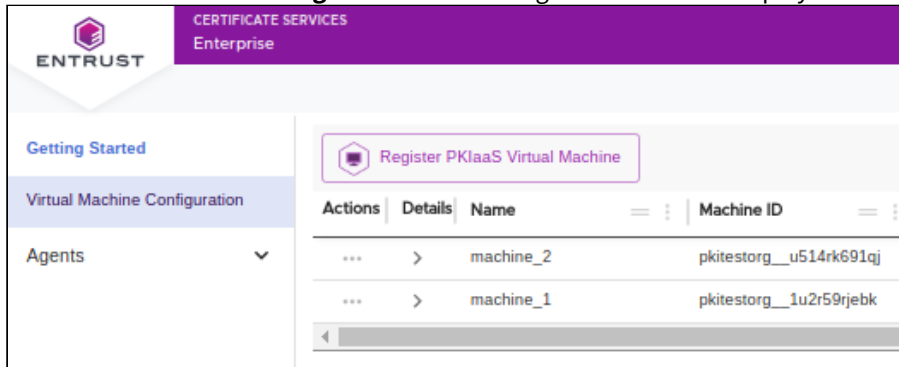 CERTIFICATE SERVICES
Enterprise
ENTRUST
Getting Started
Virtual Machine Configuration
Agents
Register PKIaaS Virtual Machine
Actions Details Name Machine ID
machine_2 pkitestorg__u514rk691qj
machine_1 pkitestorg__1u2r59rjebk